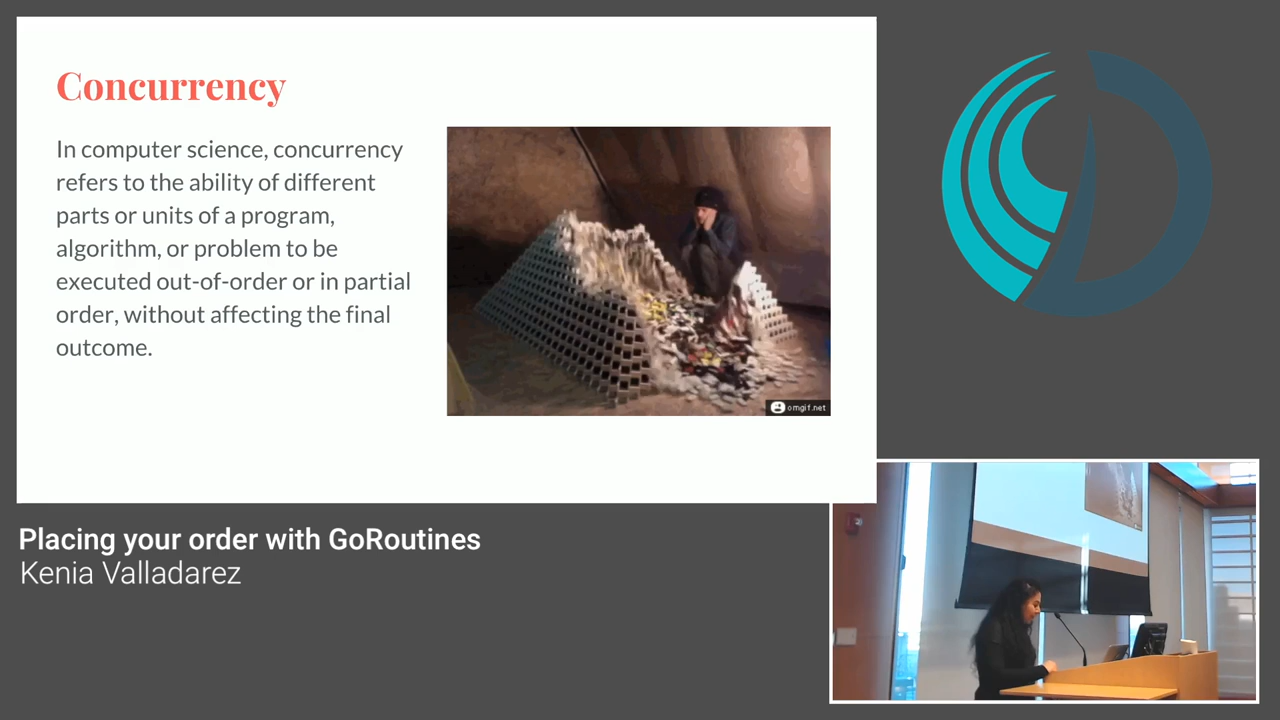 Concurrency
In computer science, concurrency
refers to the ability of different
parts or units of a program,
algorithm, or problem to be
executed out-of-order or in partial
order, without affecting the final
outcome.
omgif.net
Placing your order with GoRoutines
Kenia Valladarez